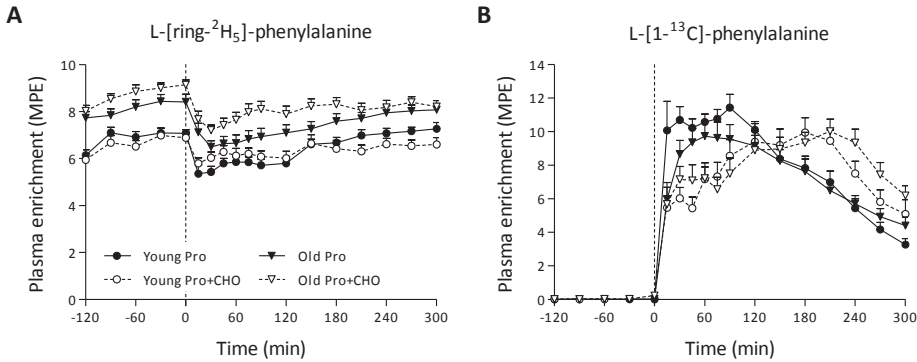 A
L-[ring-²H₅]-phenylalanine
Plasma enrichment (MPE)
10
8
6
4
2
0
Young Pro
Old Pro
Young Pro+CHO
Old Pro+CHO
-120
-60
0
60
120
180
240
300
Time (min)
B
L-[1-¹³C]-phenylalanine
Plasma enrichment (MPE)
14
12
10
8
6
4
2
0
-120
-60
0
60
120
180
240
300
Time (min)